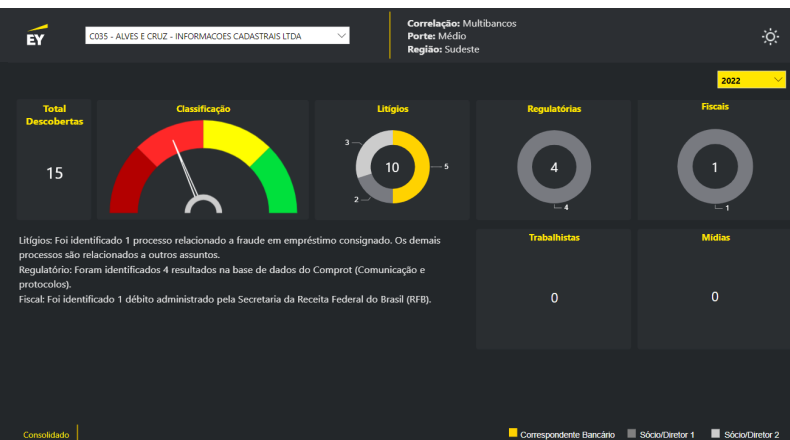 EY
C035 - ALVES E CRUZ - INFORMACOES CADASTRAIS LTDA
Correlação: Multibancos
Porte: Médio
Região: Sudeste
2022
Total
Descobertas
15
Classificação
Litígios
3
10
5
2
Regulatórias
4
4
Fiscais
1
1
Litígios: Foi identificado 1 processo relacionado a fraude em empréstimo consignado. Os demais
processos são relacionados a outros assuntos.
Regulatório: Foram identificados 4 resultados na base de dados do Comprot (Comunicação e
protocolos).
Fiscal: Foi identificado 1 débito administrado pela Secretaria da Receita Federal do Brasil (RFB).
Trabalhistas
0
Mídias
0
Consolidado
Correspondente Bancário
Sócio/Diretor 1
Sócio/Diretor 2